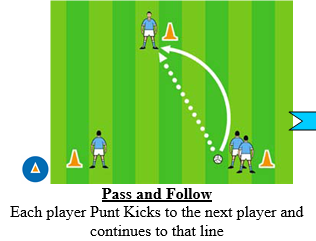 Pass and Follow
Each player Punt Kicks to the next player and
continues to that line